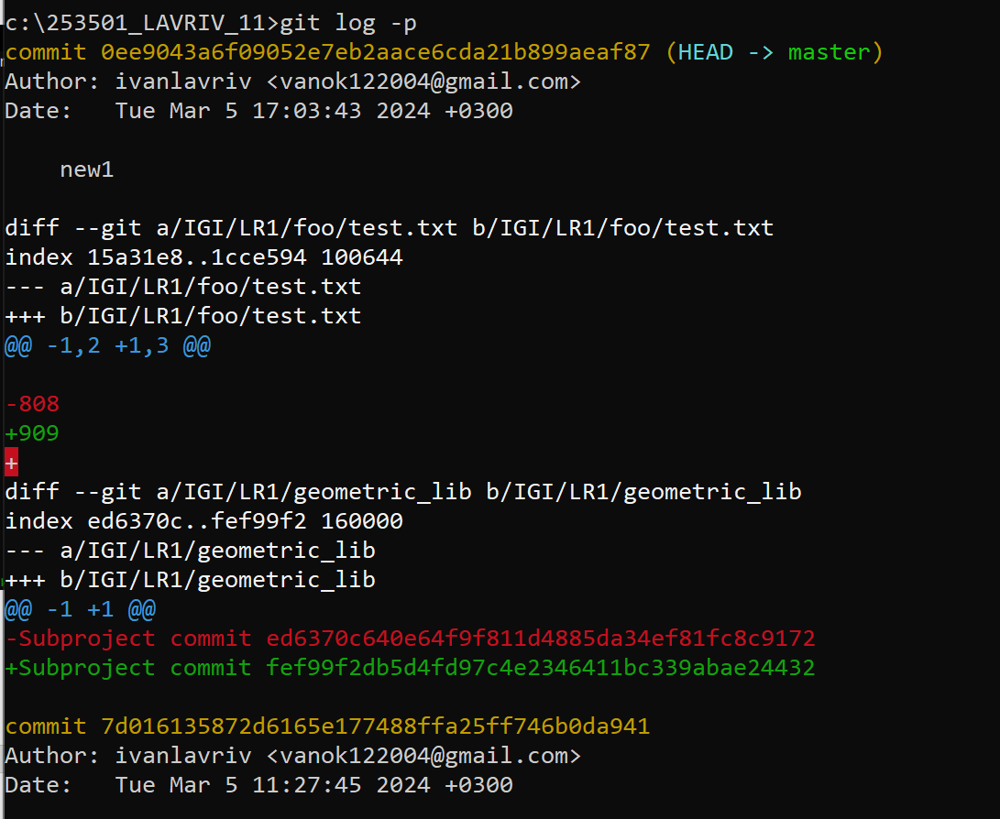 c:\253501_LAVRIV_11>git log -p
commit 0ee9043a6f09052e7eb2aace6cda21b899aeaf87 (HEAD -> master)
Author: ivanlavriv <vanok122004@gmail.com>
Date:   Tue Mar 5 17:03:43 2024 +0300
    new1
diff --git a/IGI/LR1/foo/test.txt b/IGI/LR1/foo/test.txt
index 15a31e8..1cce594 100644
--- a/IGI/LR1/foo/test.txt
+++ b/IGI/LR1/foo/test.txt
@@ -1,2 +1,3 @@
-808
+909
+
diff --git a/IGI/LR1/geometric_lib b/IGI/LR1/geometric_lib
index ed6370c..fef99f2 160000
--- a/IGI/LR1/geometric_lib
+++ b/IGI/LR1/geometric_lib
@@ -1 +1 @@
-Subproject commit ed6370c640e64f9f811d4885da34ef81fc8c9172
+Subproject commit fef99f2db5d4fd97c4e2346411bc339abae24432
commit 7d016135872d6165e177488ffa25ff746b0da941
Author: ivanlavriv <vanok122004@gmail.com>
Date:   Tue Mar 5 11:27:45 2024 +0300